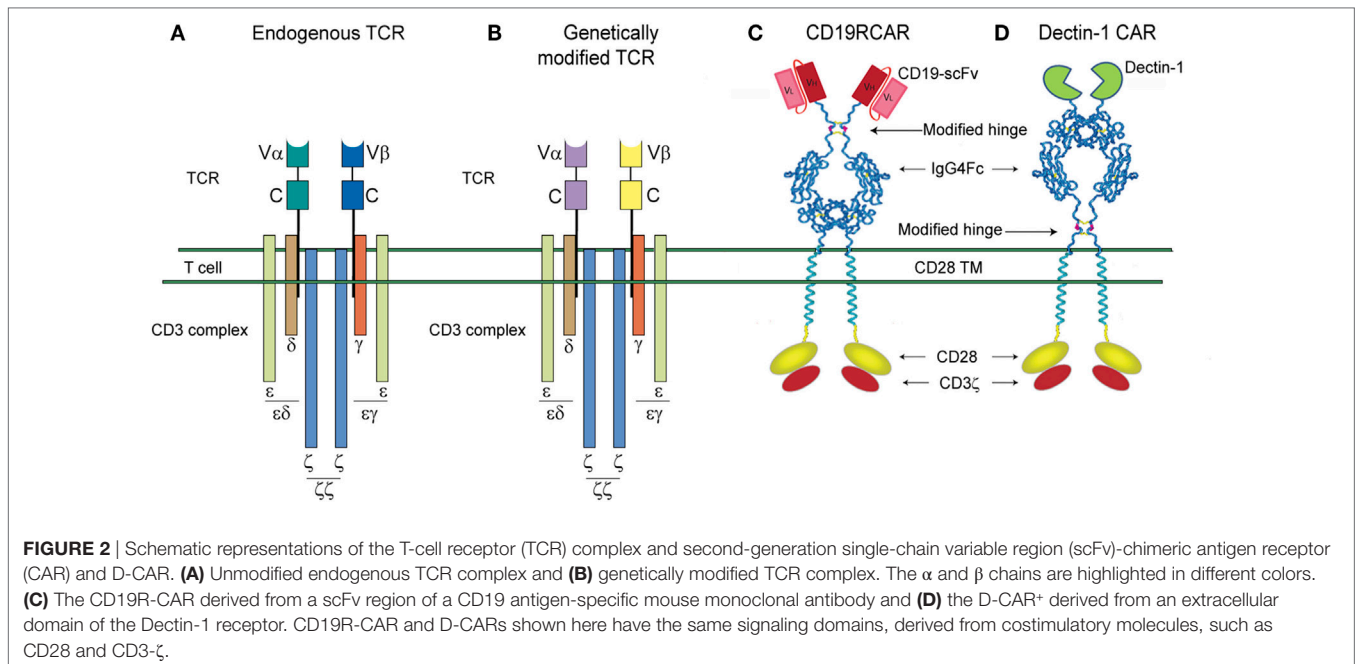 A Endogenous TCR
B Genetically
modified TCR
C CD19RCAR
D Dectin-1 CAR
TCR
Vα
Vβ
C
C
T cell
CD3 complex
δ
γ
ε
ε
εδ
εγ
ζ
ζ
ζζ
TCR
Vα
Vβ
C
C
CD3 complex
δ
γ
ε
ε
εδ
εγ
ζ
ζ
ζζ
VL
VH
VH
VL
CD19-scFv
Dectin-1
Modified hinge
IgG4Fc
Modified hinge
CD28 TM
CD28
CD3ζ
FIGURE 2 | Schematic representations of the T-cell receptor (TCR) complex and second-generation single-chain variable region (scFv)-chimeric antigen receptor
(CAR) and D-CAR. (A) Unmodified endogenous TCR complex and (B) genetically modified TCR complex. The α and β chains are highlighted in different colors.
(C) The CD19R-CAR derived from a scFv region of a CD19 antigen-specific mouse monoclonal antibody and (D) the D-CAR⁺ derived from an extracellular
domain of the Dectin-1 receptor. CD19R-CAR and D-CARs shown here have the same signaling domains, derived from costimulatory molecules, such as
CD28 and CD3-ζ.